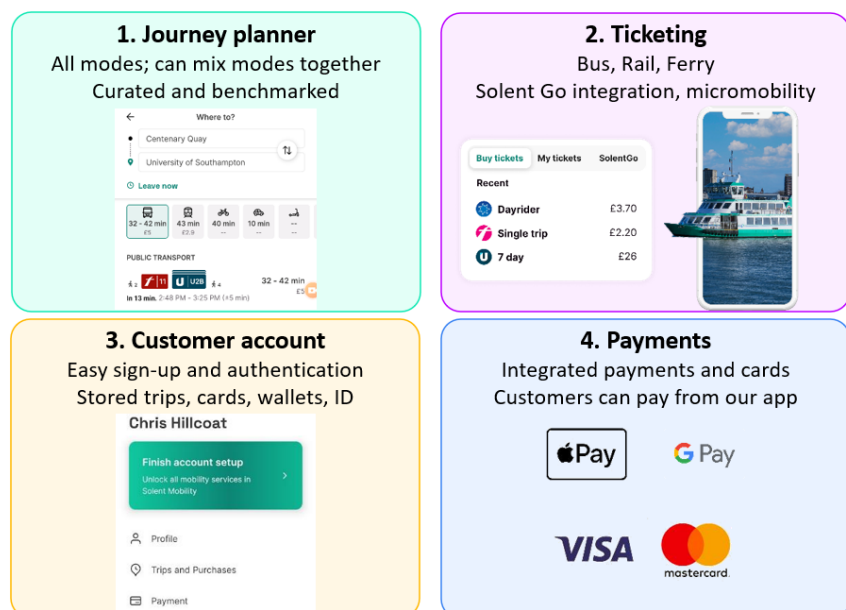 1. Journey planner
All modes; can mix modes together
Curated and benchmarked
Where to?
Centenary Quay
University of Southampton
Leave now
32 - 42 min
£5
43 min
£2.9
40 min
--
10 min
--
--
--
PUBLIC TRANSPORT
2 f 11 U U2B 4 32 - 42 min
£5
In 13 min. 2:48 PM - 3:25 PM (±5 min)
2. Ticketing
Bus, Rail, Ferry
Solent Go integration, micromobility
Buy tickets My tickets SolentGo
Recent
Dayrider £3.70
Single trip £2.20
U 7 day £26
3. Customer account
Easy sign-up and authentication
Stored trips, cards, wallets, ID
Chris Hillcoat
Finish account setup
Unlock all mobility services in
Solent Mobility
Profile
Trips and Purchases
Payment
4. Payments
Integrated payments and cards
Customers can pay from our app
Pay
G Pay
VISA
mastercard.